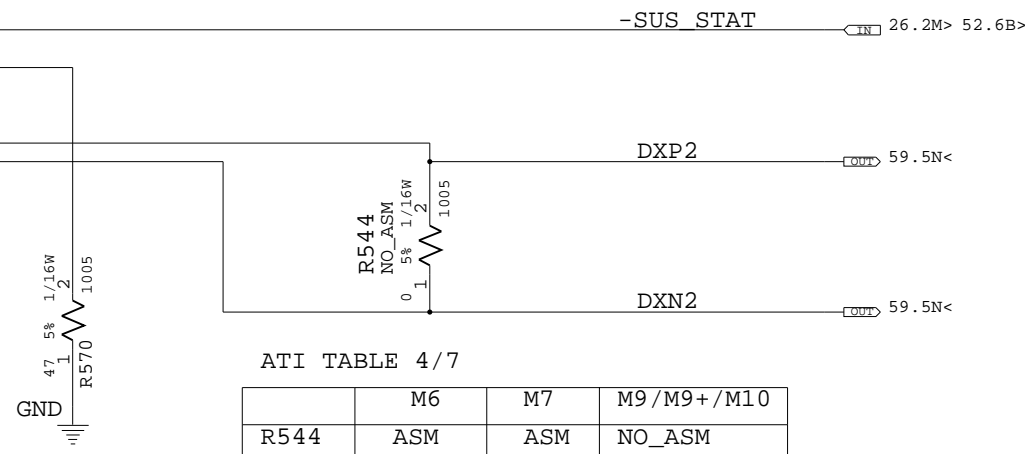 -SUS_STAT
IN
26.2M> 52.6B>
DXP2
OUT
59.5N<
R544
NO_ASM
0 5% 1/16W
1 2
1005
DXN2
OUT
59.5N<
47 5% 1/16W
1 2
1005
R570
GND
ATI TABLE 4/7
M6 M7 M9/M9+/M10
R544 ASM ASM NO_ASM